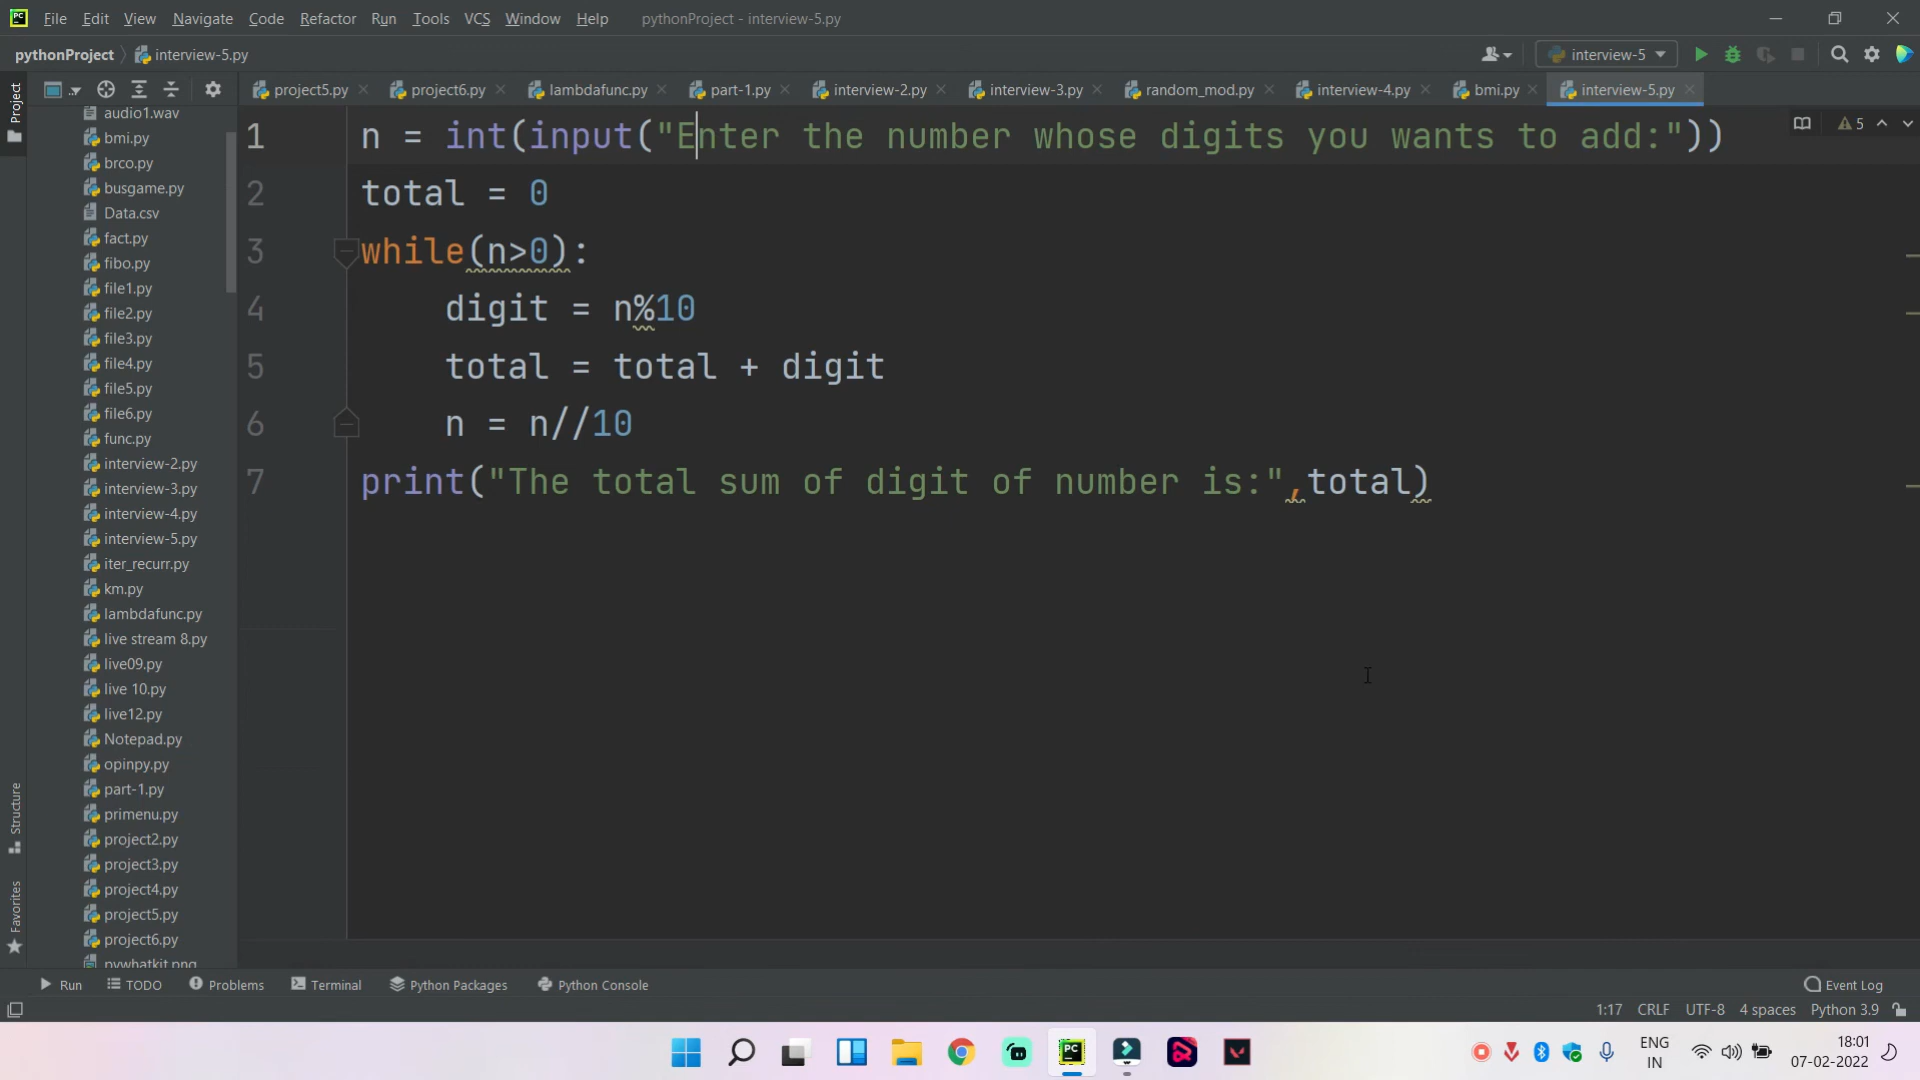 File Edit View Navigate Code Refactor Run Tools VCS Window Help pythonProject - interview-5.py
pythonProject interview-5.py interview-5
Project project5.py project6.py lambdafunc.py part-1.py interview-2.py interview-3.py random_mod.py interview-4.py bmi.py interview-5.py
audio1.wav
bmi.py
brco.py
busgame.py
Data.csv
fact.py
fibo.py
file1.py
file2.py
file3.py
file4.py
file5.py
file6.py
func.py
interview-2.py
interview-3.py
interview-4.py
interview-5.py
iter_recurr.py
km.py
lambdafunc.py
live stream 8.py
live09.py
live 10.py
live12.py
Notepad.py
opinpy.py
part-1.py
primenu.py
project2.py
project3.py
project4.py
project5.py
project6.py
pywhatkit.png
Structure
Favorites
1 n = int(input("Enter the number whose digits you wants to add:"))
2 total = 0
3 while(n>0):
4     digit = n%10
5     total = total + digit
6     n = n//10
7 print("The total sum of digit of number is:",total)
5
Run TODO Problems Terminal Python Packages Python Console Event Log
1:17 CRLF UTF-8 4 spaces Python 3.9
PC PC
ENG
IN
18:01
07-02-2022